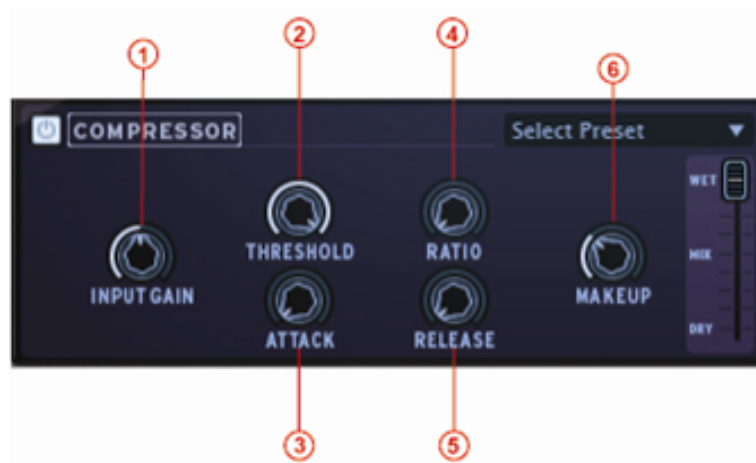 1
2
4
6
COMPRESSOR
Select Preset
WET
THRESHOLD
RATIO
MIX
INPUT GAIN
MAKEUP
ATTACK
RELEASE
DRY
3
5